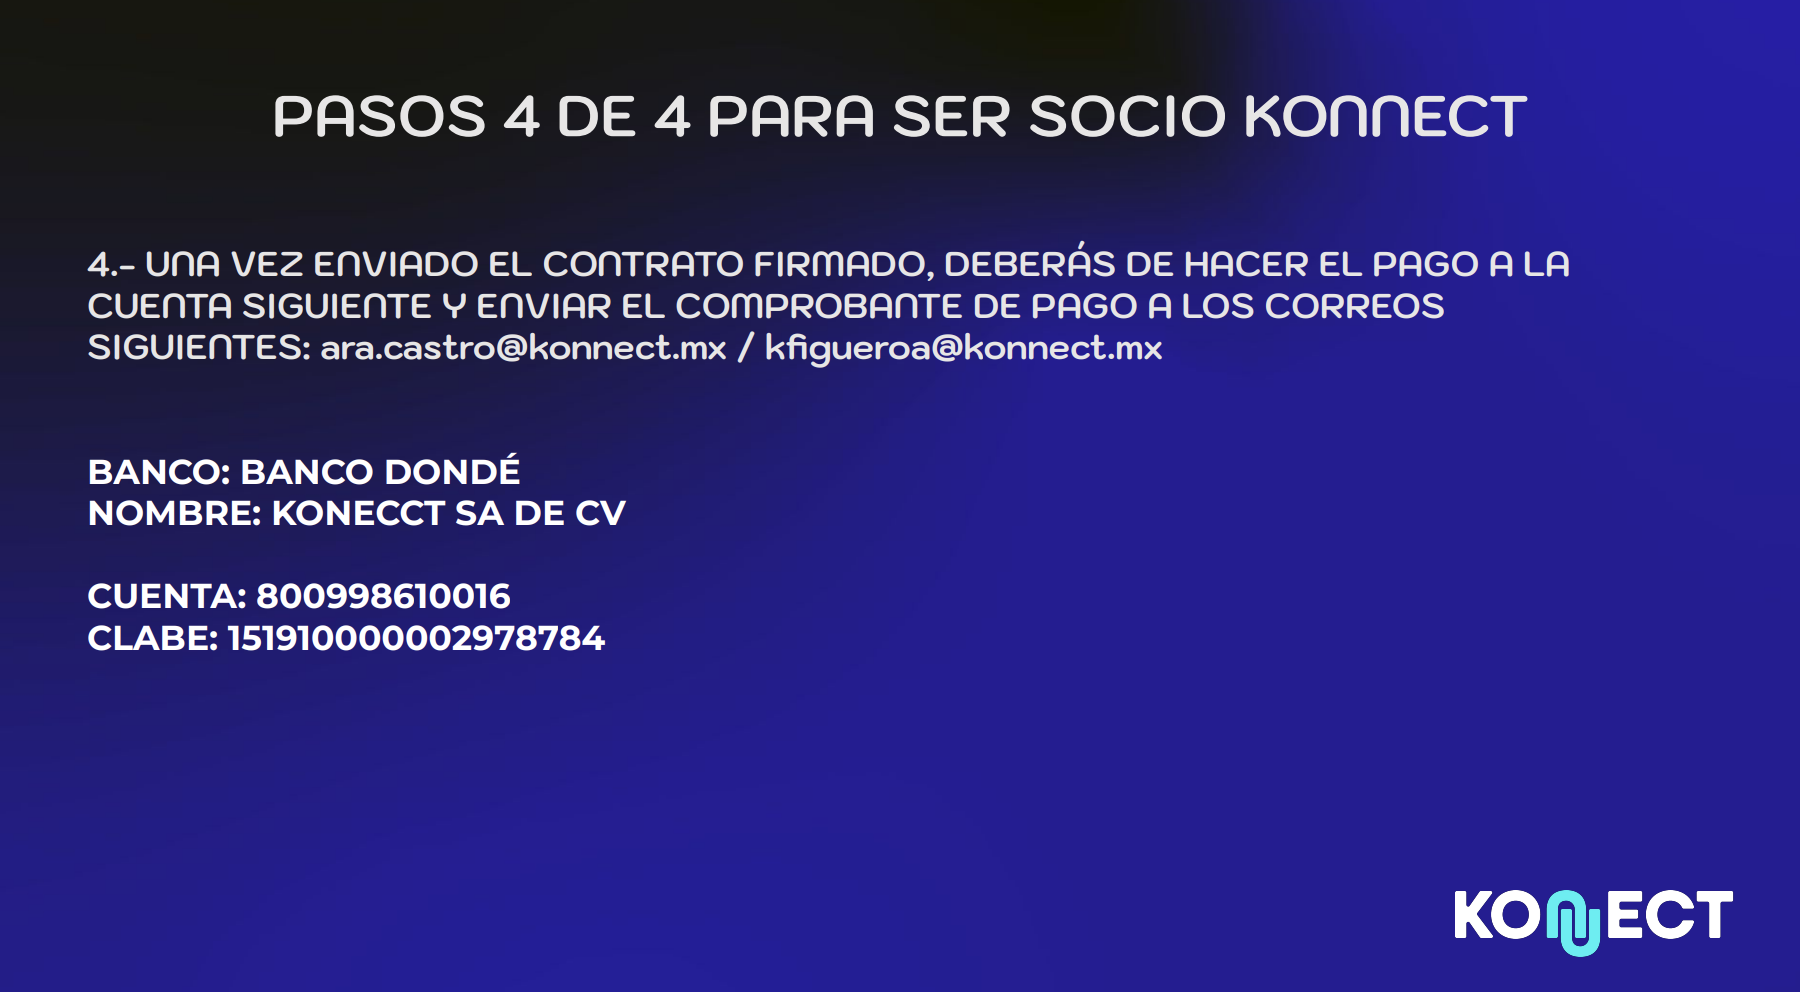 PASOS 4 DE 4 PARA SER SOCIO KONNECT
4.- UNA VEZ ENVIADO EL CONTRATO FIRMADO, DEBERÁS DE HACER EL PAGO A LA
CUENTA SIGUIENTE Y ENVIAR EL COMPROBANTE DE PAGO A LOS CORREOS
SIGUIENTES: ara.castro@konnect.mx / kfigueroa@konnect.mx
BANCO: BANCO DONDÉ
NOMBRE: KONECCT SA DE CV
CUENTA: 800998610016
CLABE: 151910000002978784
KONNECT